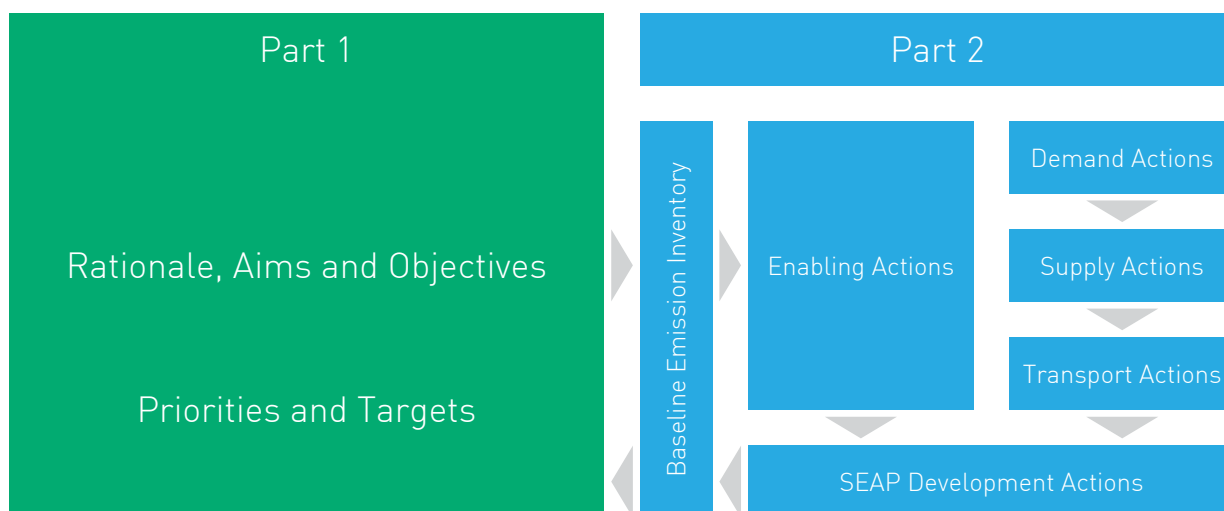 Part 1
Rationale, Aims and Objectives
Priorities and Targets
Part 2
Baseline Emission Inventory
Enabling Actions
Demand Actions
Supply Actions
Transport Actions
SEAP Development Actions